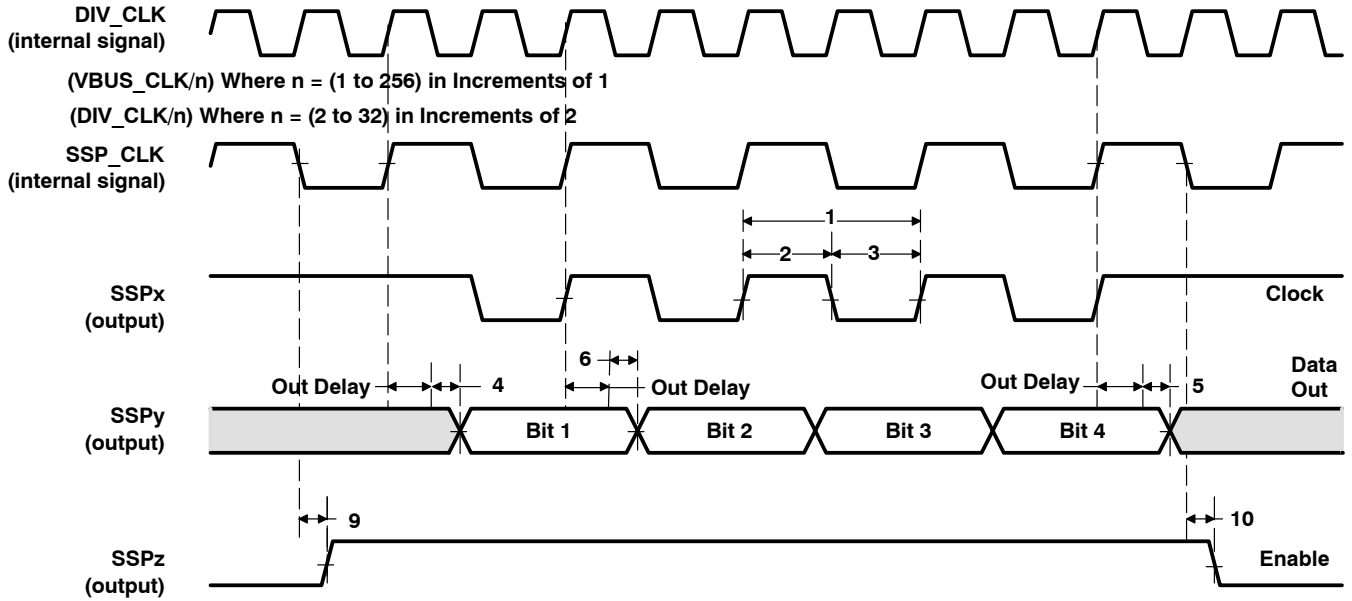 DIV_CLK
(internal signal)
(VBUS_CLK/n) Where n = (1 to 256) in Increments of 1
(DIV_CLK/n) Where n = (2 to 32) in Increments of 2
SSP_CLK
(internal signal)
1
2
3
SSPx
(output)
Clock
6
Data
Out
Out Delay
4
Out Delay
Out Delay
5
SSPy
(output)
Bit 1
Bit 2
Bit 3
Bit 4
9
10
SSPz
(output)
Enable